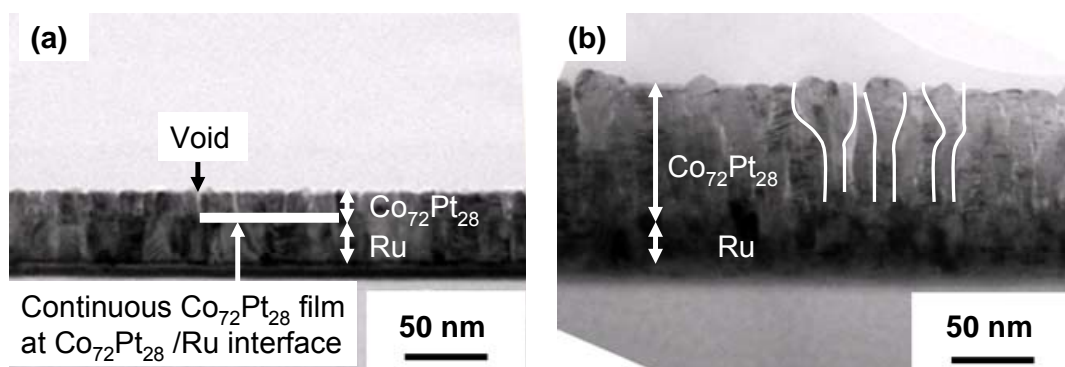 (a)
Void
Co₇₂Pt₂₈
Ru
Continuous Co₇₂Pt₂₈ film
at Co₇₂Pt₂₈ /Ru interface
50 nm
(b)
Co₇₂Pt₂₈
Ru
50 nm